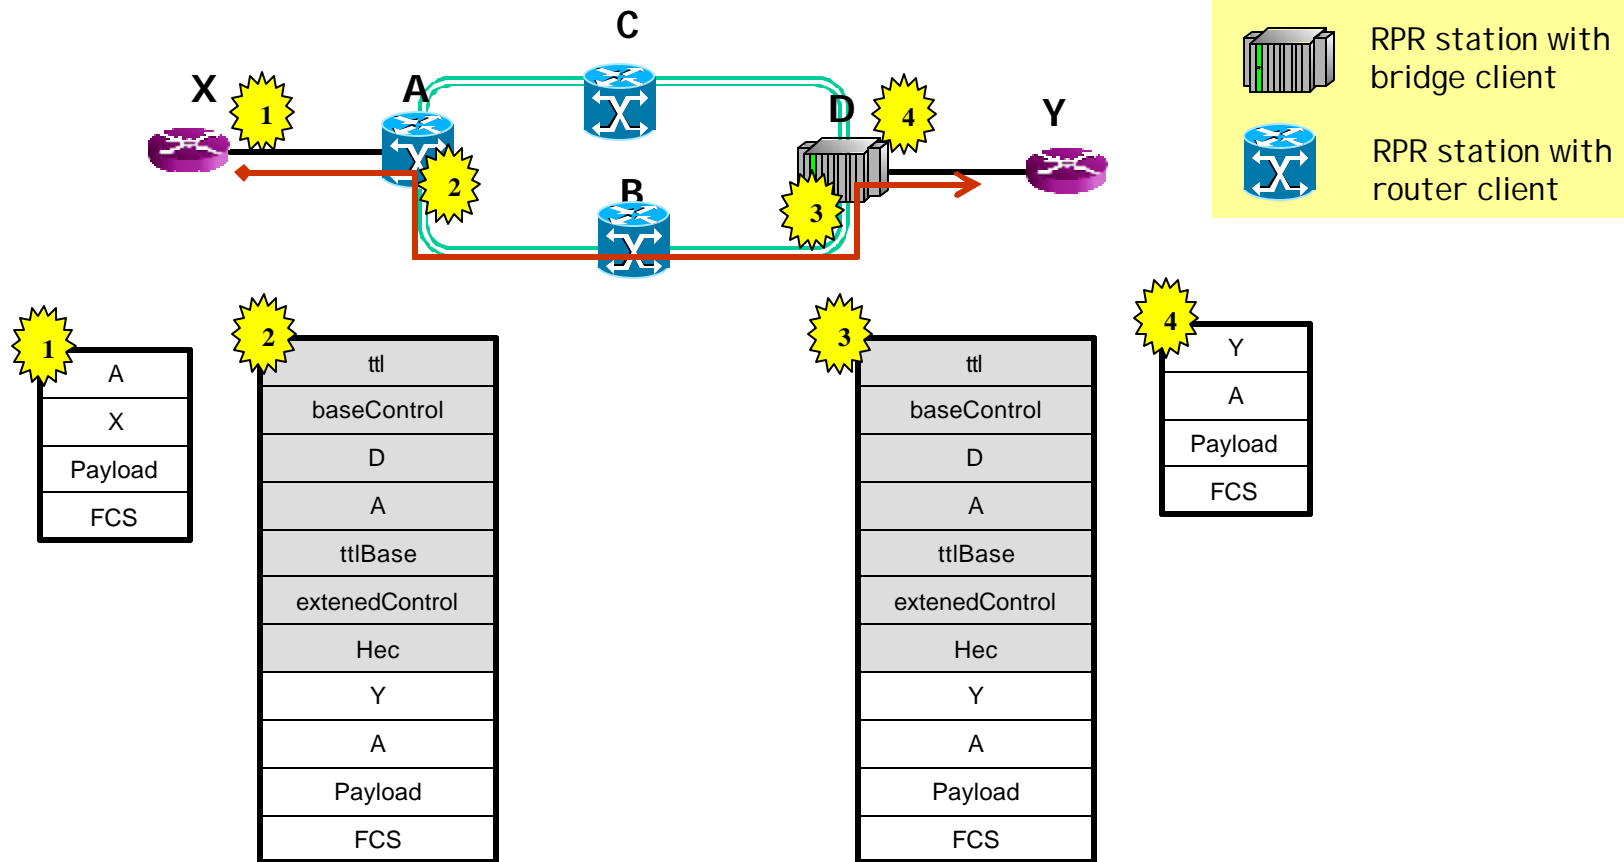 C
X
1
A
D
4
Y
2
B
3
RPR station with
bridge client
RPR station with
router client
1
A
X
Payload
FCS
2
ttl
baseControl
D
A
ttlBase
extenedControl
Hec
Y
A
Payload
FCS
3
ttl
baseControl
D
A
ttlBase
extenedControl
Hec
Y
A
Payload
FCS
4
Y
A
Payload
FCS